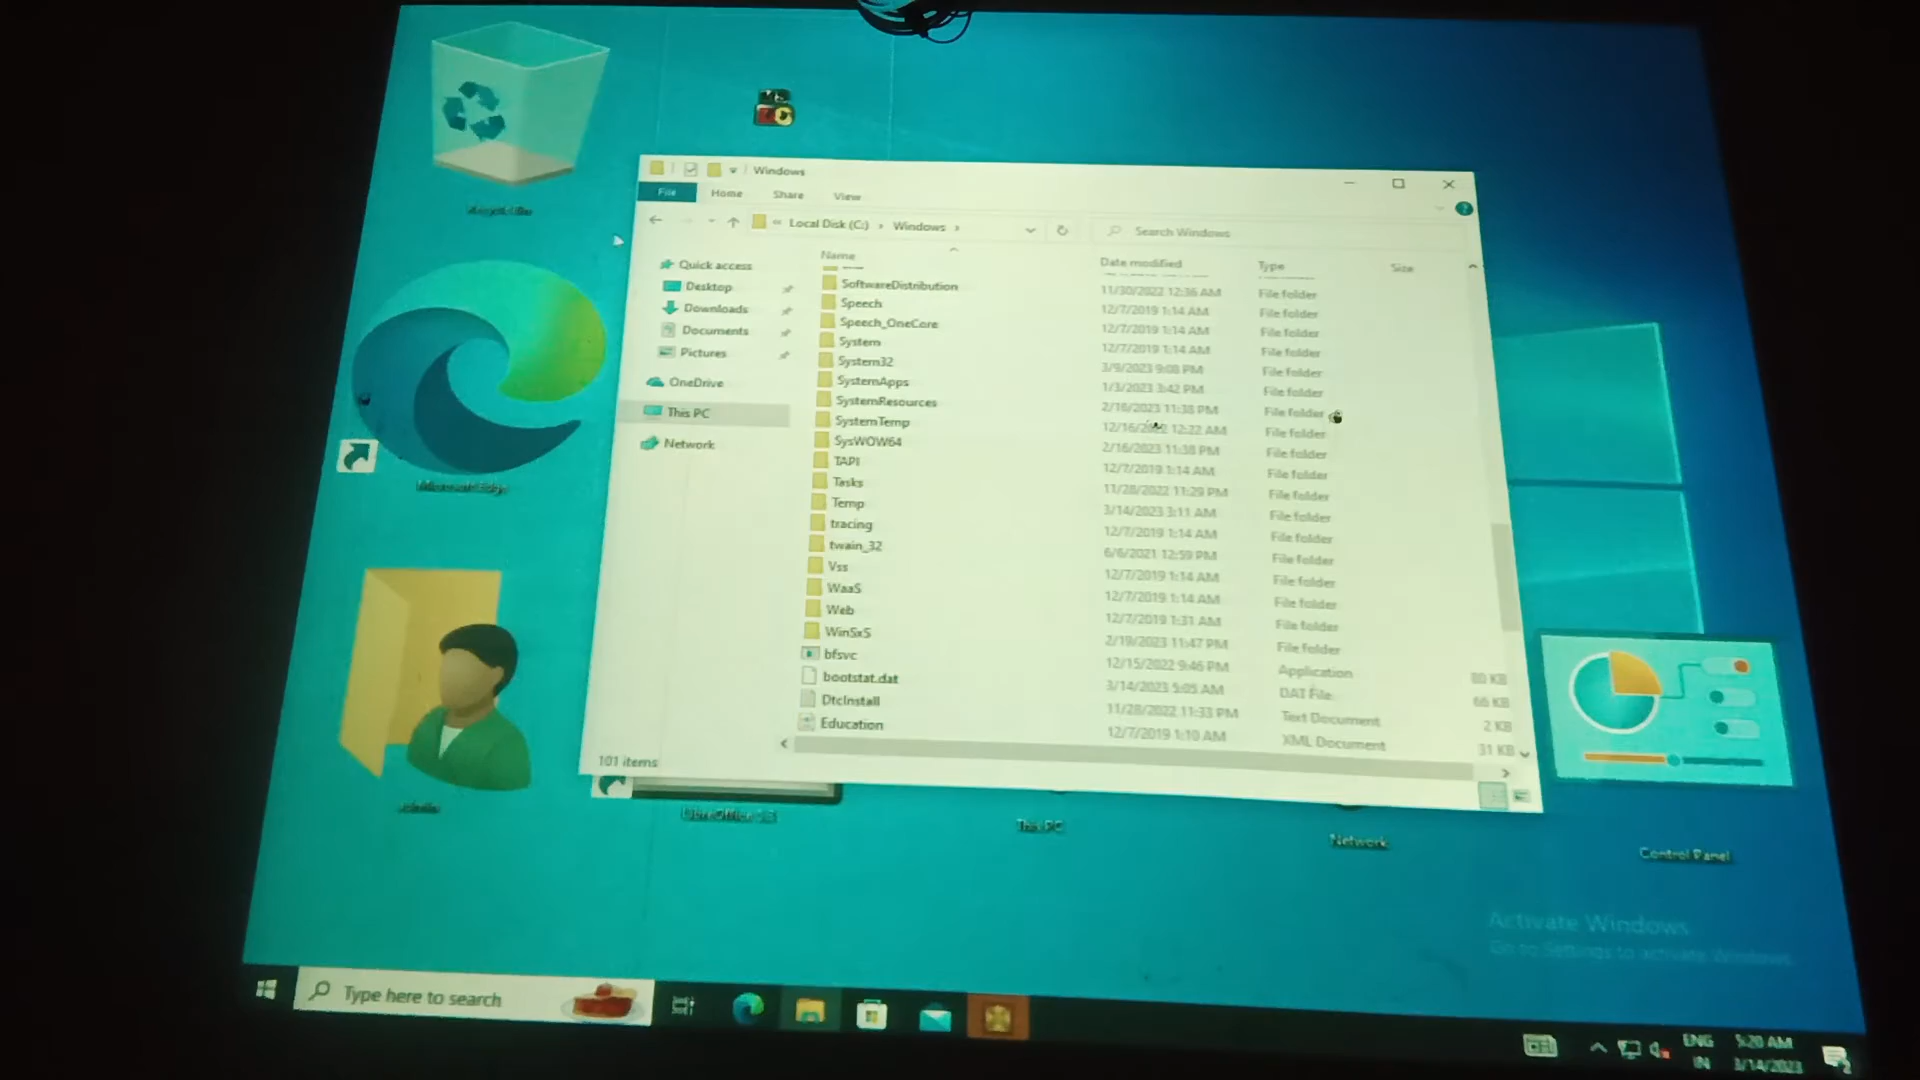 Windows
File Home Share View
Local Disk (C:) › Windows ›
Search Windows
Name Date modified Type Size
Quick access
Desktop
Downloads
Documents
Pictures
OneDrive
This PC
Network
SoftwareDistribution 11/30/2022 12:36 AM File folder
Speech 12/7/2019 1:14 AM File folder
Speech_OneCore 12/7/2019 1:14 AM File folder
System 12/7/2019 1:14 AM File folder
System32 3/9/2023 9:08 PM File folder
SystemApps 1/3/2023 3:42 PM File folder
SystemResources 2/16/2023 11:38 PM File folder
SystemTemp 12/16/2022 12:22 AM File folder
SysWOW64 2/16/2023 11:38 PM File folder
TAPI 12/7/2019 1:14 AM File folder
Tasks 11/28/2022 11:29 PM File folder
Temp 3/14/2023 3:11 AM File folder
tracing 12/7/2019 1:14 AM File folder
twain_32 6/6/2021 12:59 PM File folder
Vss 12/7/2019 1:14 AM File folder
WaaS 12/7/2019 1:14 AM File folder
Web 12/7/2019 1:31 AM File folder
WinSxS 2/19/2023 11:47 PM File folder
bfsvc 12/15/2022 9:46 PM Application 80 KB
bootstat.dat 3/14/2023 5:05 AM DAT File 66 KB
DtcInstall 11/28/2022 11:33 PM Text Document 2 KB
Education 12/7/2019 1:10 AM XML Document 31 KB
101 items
Microsoft Edge
LibreOffice
This PC
Network
Control Panel
Activate Windows
Go to Settings to activate Windows.
Type here to search
ENG
IN
5:20 AM
3/14/2023
2